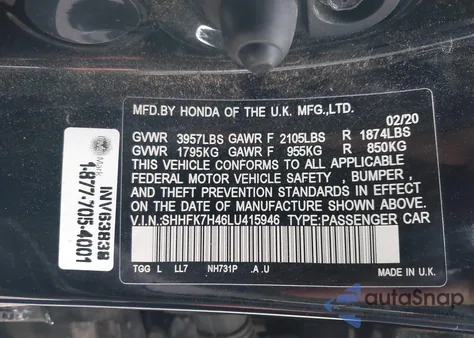 MFD.BY HONDA OF THE U.K. MFG.,LTD.
02/20
GVWR 3957LBS GAWR F 2105LBS R 1874LBS
GVWR 1795KG GAWR F 955KG R 850KG
THIS VEHICLE CONFORMS TO ALL APPLICABLE
FEDERAL MOTOR VEHICLE SAFETY , BUMPER ,
AND THEFT PREVENTION STANDARDS IN EFFECT
ON THE DATE OF MANUFACTURE SHOWN ABOVE.
V.I.N:SHHFK7H46LU415946 TYPE:PASSENGER CAR
TGG L LL7 NH731P .A .U
MADE IN U.K.
INV6383W
1-877-705-4001
autoSnap